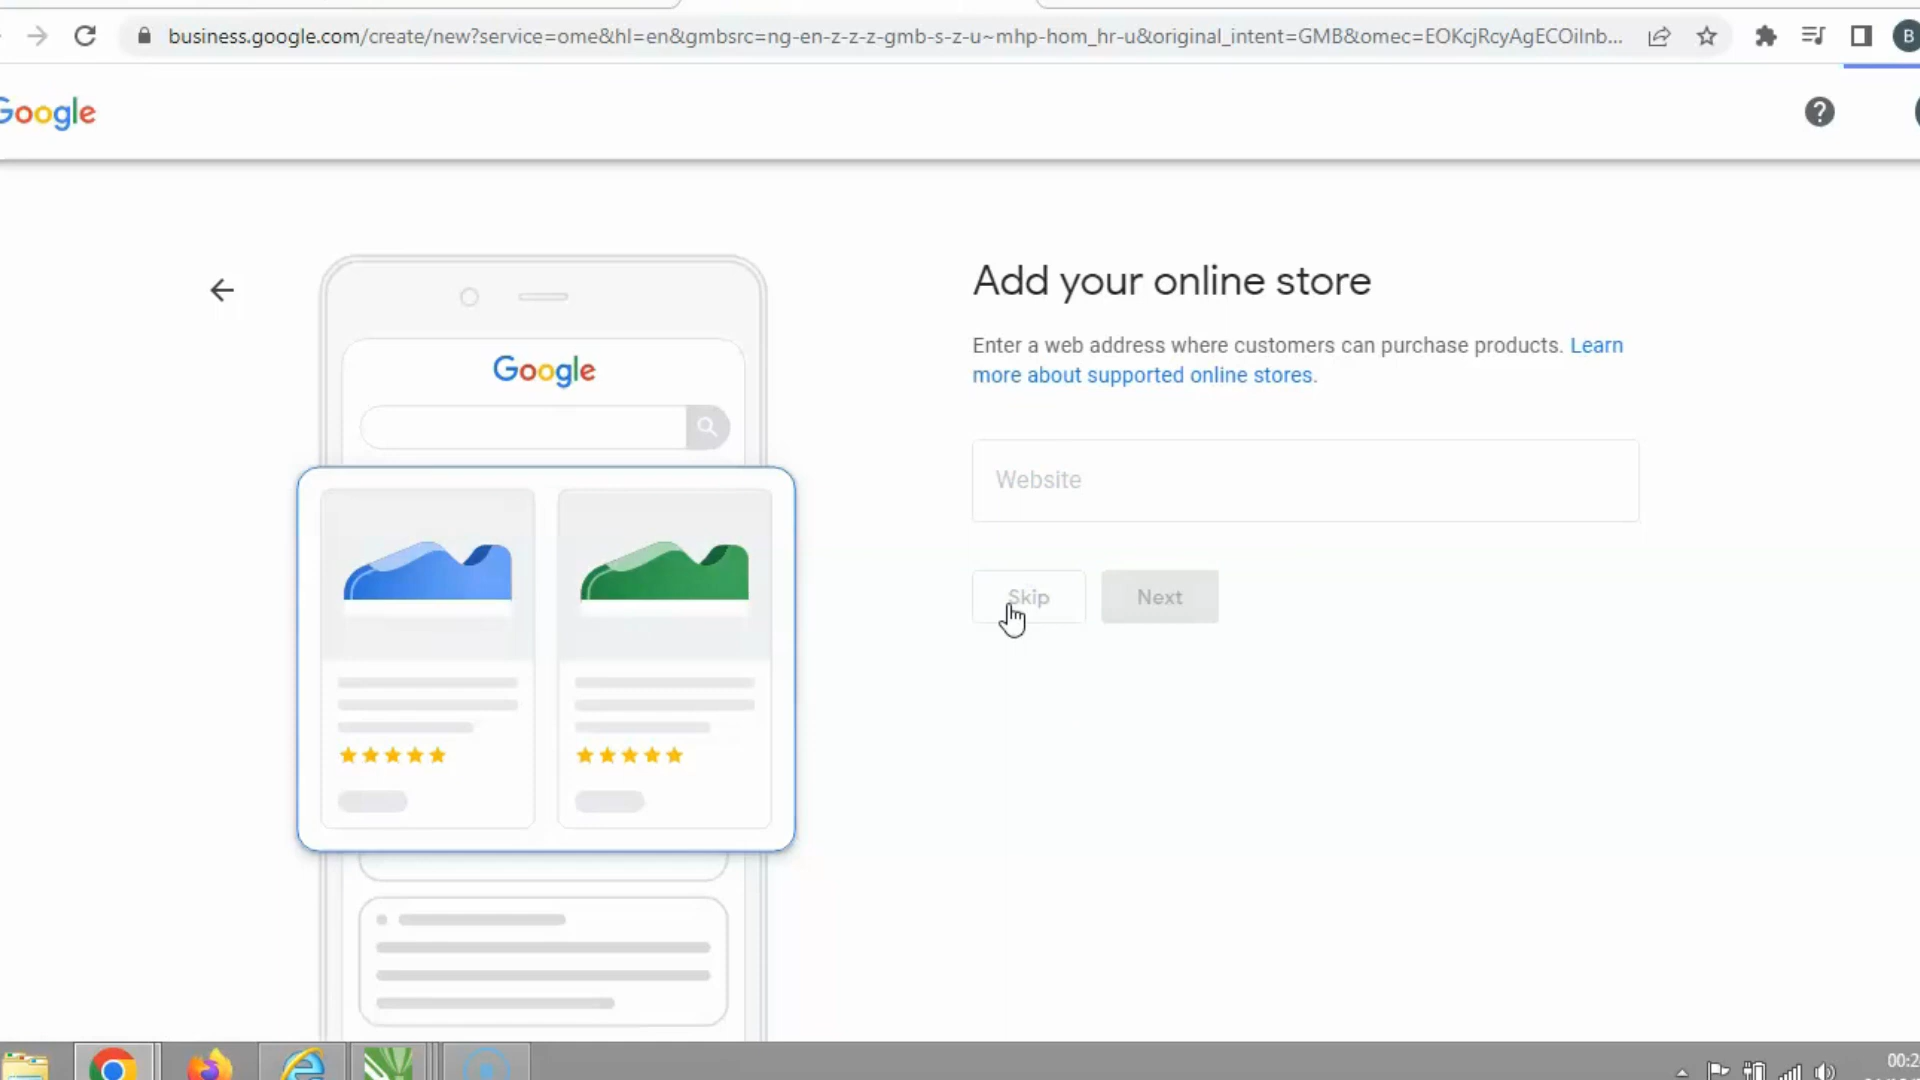 business.google.com/create/new?service=ome&hl=en&gmbsrc=ng-en-z-z-z-gmb-s-z-u~mhp-hom_hr-u&original_intent=GMB&omec=EOKcjRcyAgECOiInb...
B
Google
?
Add your online store
Google
Enter a web address where customers can purchase products. Learn
more about supported online stores.
Website
Skip
Next